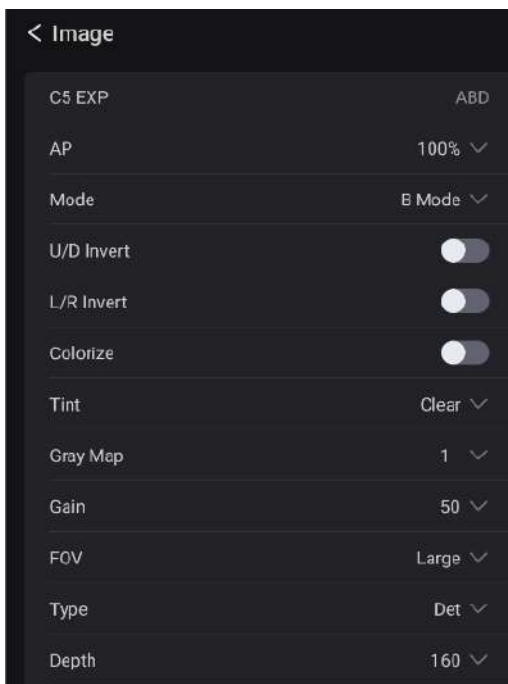 < Image
C5 EXP ABD
AP 100%
Mode B Mode
U/D Invert
L/R Invert
Colorize
Tint Clear
Gray Map 1
Gain 50
FOV Large
Type Det
Depth 160